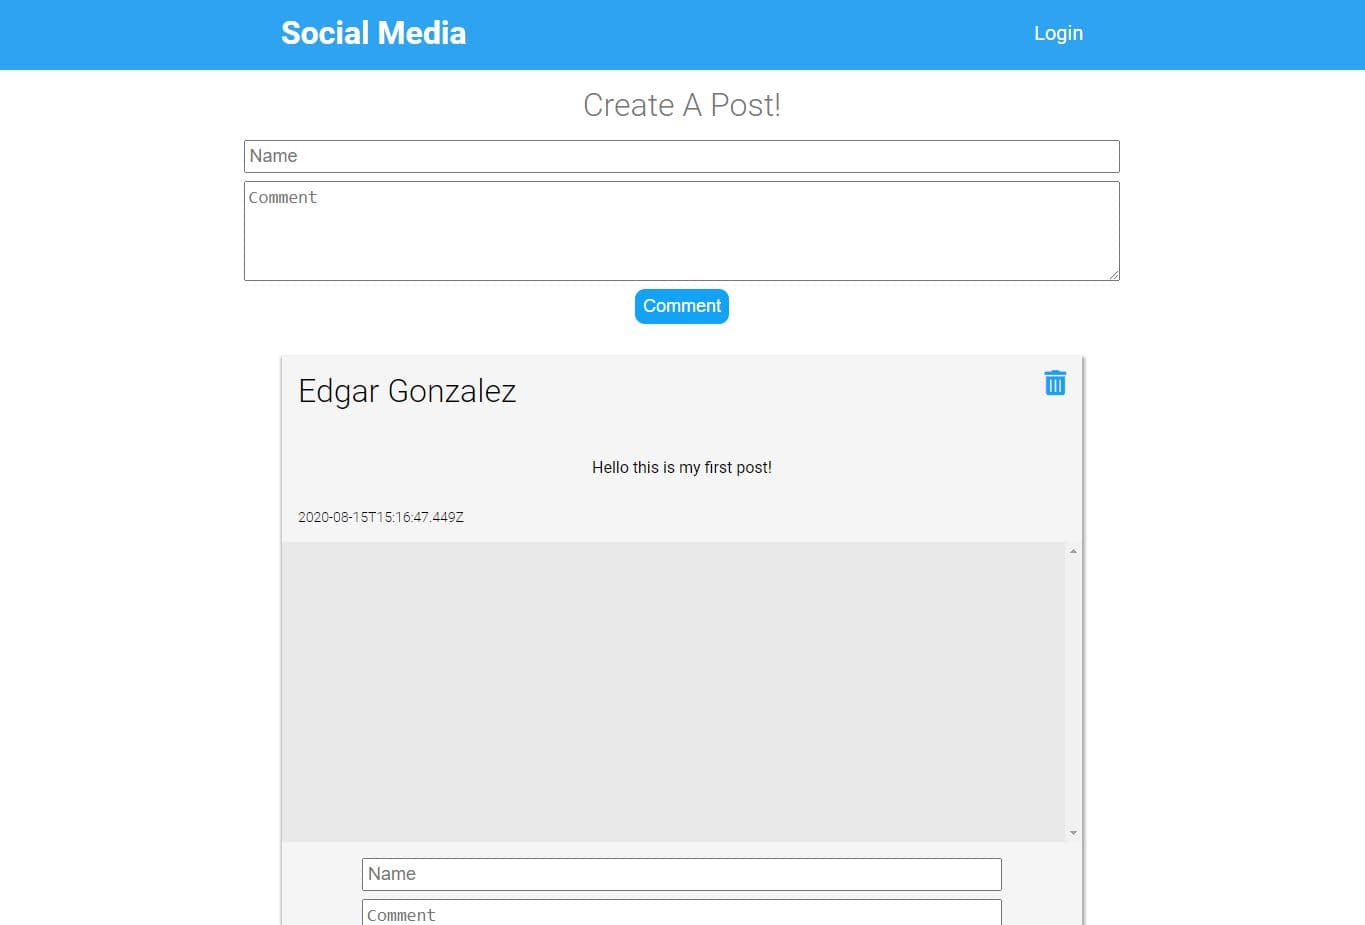 Social Media
Login
Create A Post!
Name
Comment
Comment
Edgar Gonzalez
Hello this is my first post!
2020-08-15T15:16:47.449Z
Name
Comment